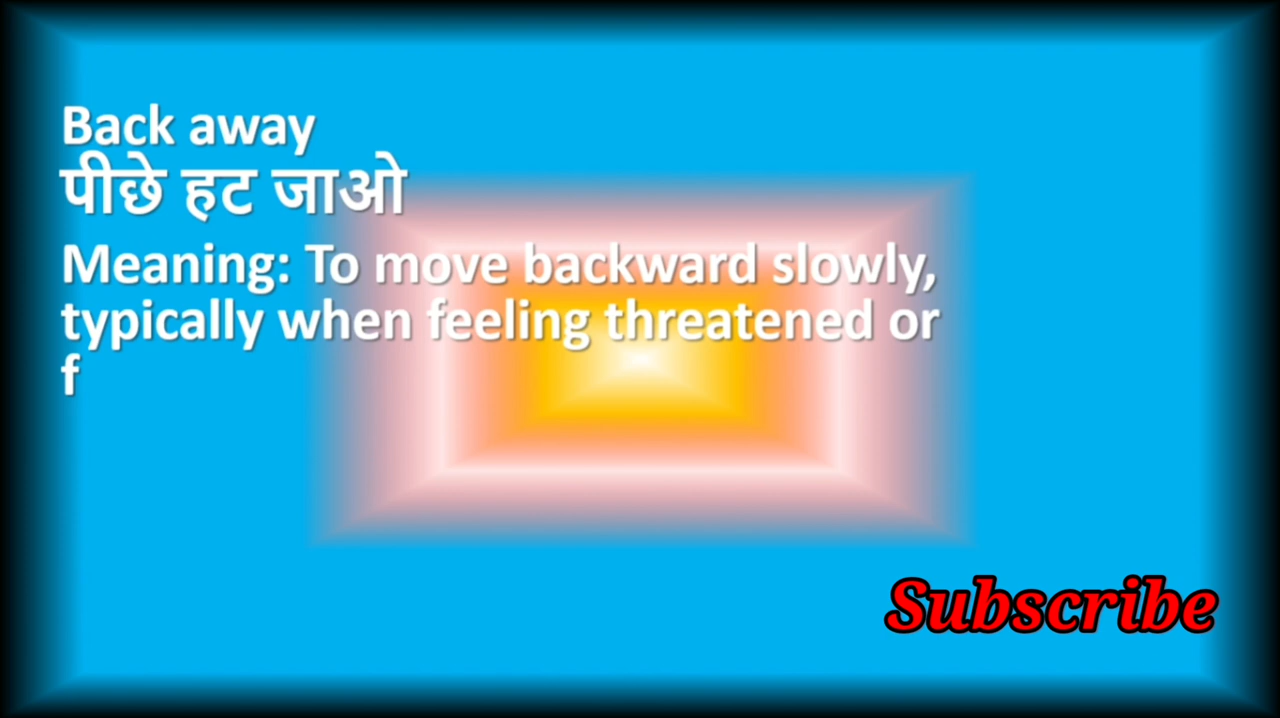 Back away
पीछे हट जाओ
Meaning: To move backward slowly,
typically when feeling threatened or
f
Subscribe